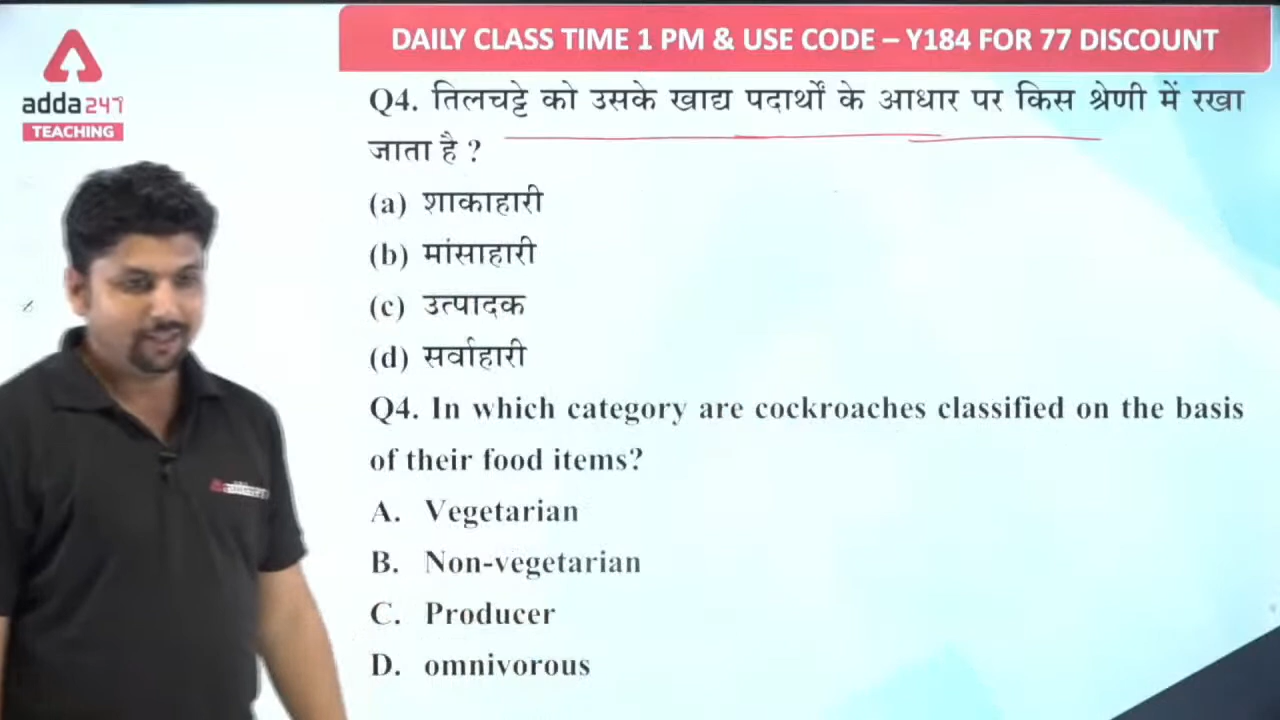 DAILY CLASS TIME 1 PM & USE CODE – Y184 FOR 77 DISCOUNT
adda247
TEACHING
Q4. तिलचट्टे को उसके खाद्य पदार्थों के आधार पर किस श्रेणी में रखा
जाता है ?
(a) शाकाहारी
(b) मांसाहारी
(c) उत्पादक
(d) सर्वाहारी
Q4. In which category are cockroaches classified on the basis
of their food items?
A. Vegetarian
B. Non-vegetarian
C. Producer
D. omnivorous